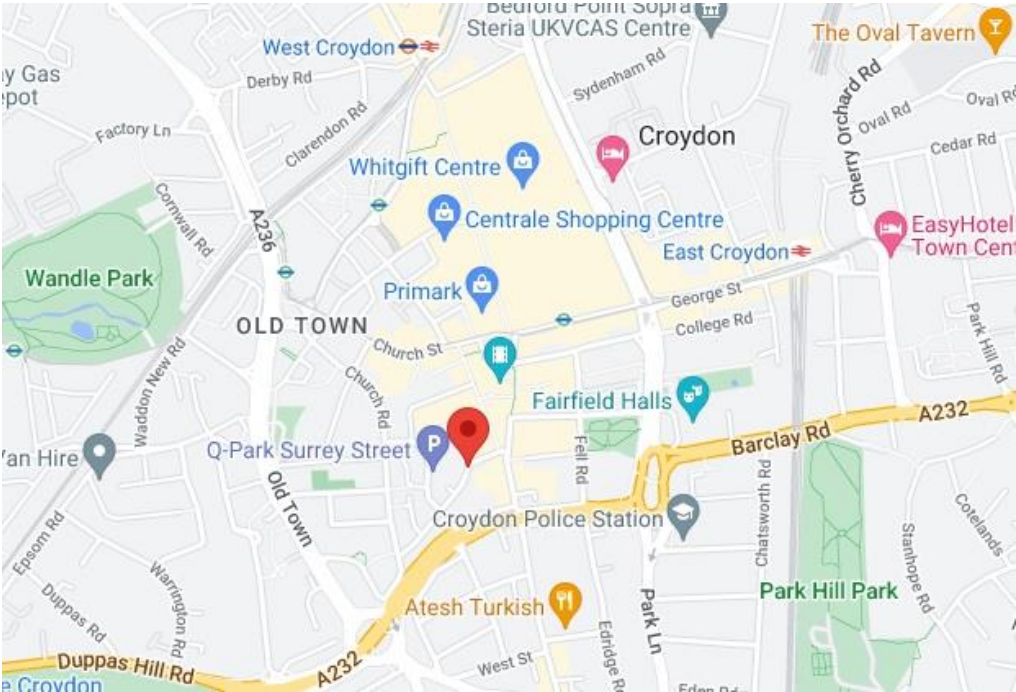 Bedford Point Sopra
Steria UKVCAS Centre
The Oval Tavern
West Croydon
Derby Rd
Sydenham Rd
Cherry Orchard Rd
Oval Rd
Oval Rd
ay Gas
epot
Factory Ln
Clarendon Rd
Croydon
Cedar Rd
Whitgift Centre
Cornwall Rd
A236
Centrale Shopping Centre
EasyHotel
Town Cent
East Croydon
Wandle Park
Primark
George St
College Rd
Park Hill Rd
OLD TOWN
Church St
Waddon New Rd
Church Rd
Fairfield Halls
A232
Barclay Rd
Q-Park Surrey Street
P
Fell Rd
Van Hire
Old Town
Croydon Police Station
Chatsworth Rd
Cotelands
Stanhope Rd
Epsom Rd
Warrington Rd
Duppas Rd
Park Hill Park
Atesh Turkish
Park Ln
Edridge R
Duppas Hill Rd
A232
West St
e Croydon
Eden Rd